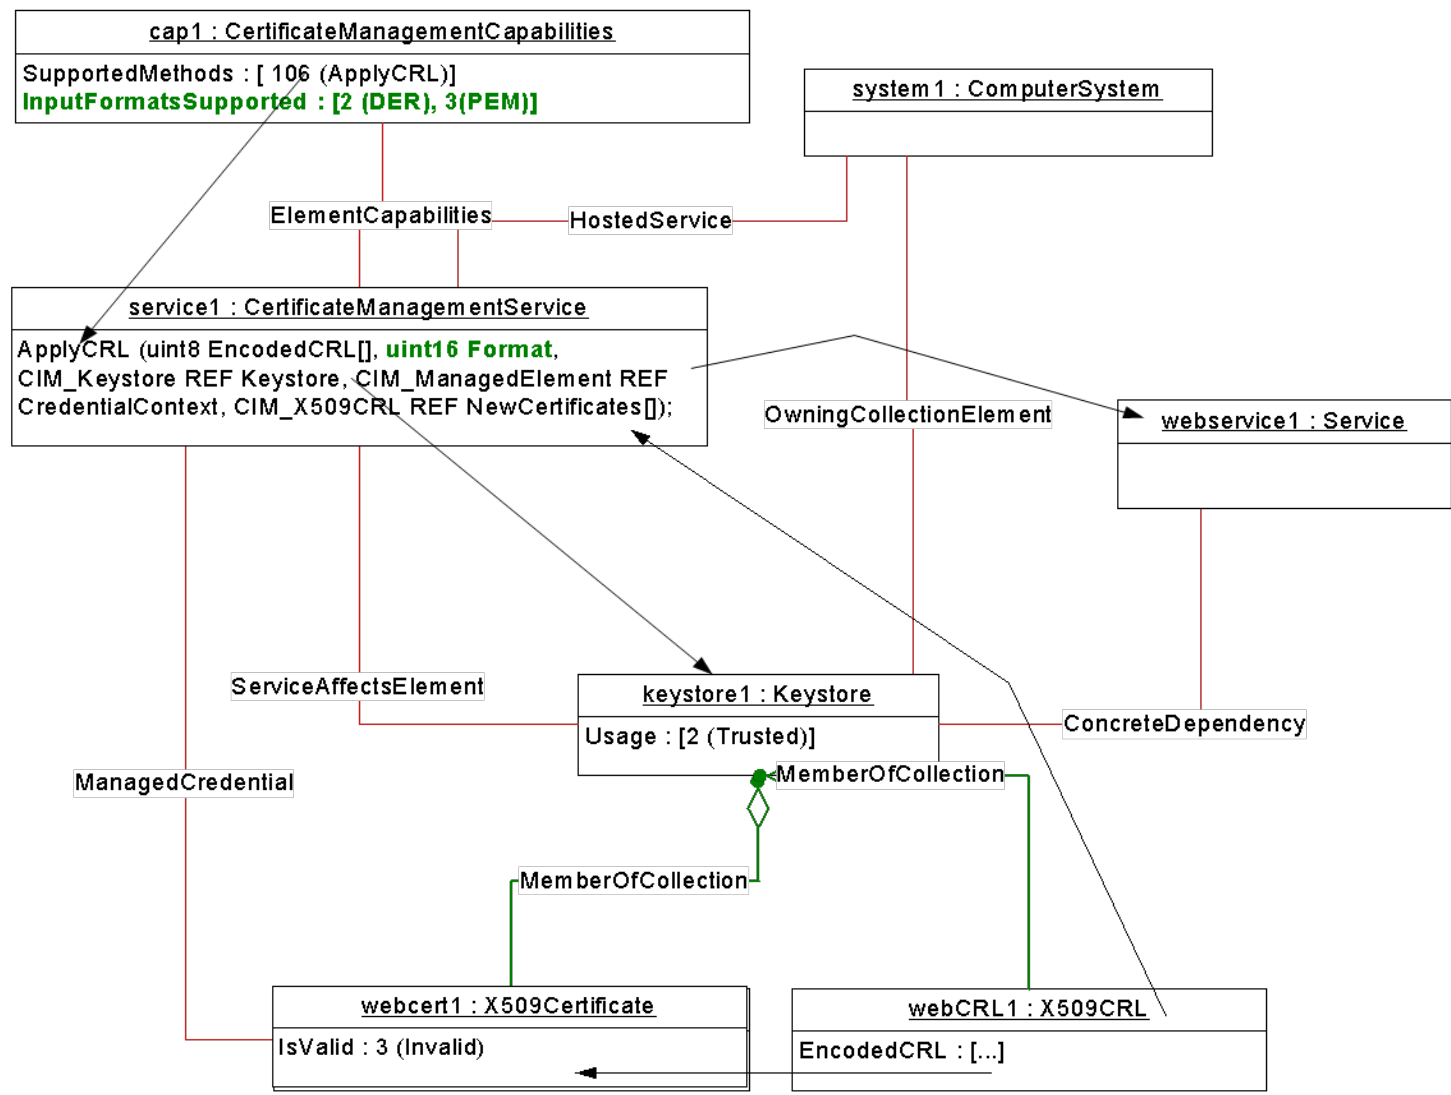 cap1 : CertificateManagementCapabilities
SupportedMethods : [ 106 (ApplyCRL)]
InputFormatsSupported : [2 (DER), 3(PEM)]
system1 : ComputerSystem
ElementCapabilities
HostedService
service1 : CertificateManagementService
ApplyCRL (uint8 EncodedCRL[], uint16 Format,
CIM_Keystore REF Keystore, CIM_ManagedElement REF
CredentialContext, CIM_X509CRL REF NewCertificates[]);
OwningCollectionElement
webservice1 : Service
ServiceAffectsElement
keystore1 : Keystore
Usage : [2 (Trusted)]
ConcreteDependency
ManagedCredential
MemberOfCollection
MemberOfCollection
webcert1 : X509Certificate
IsValid : 3 (Invalid)
webCRL1 : X509CRL
EncodedCRL : [...]